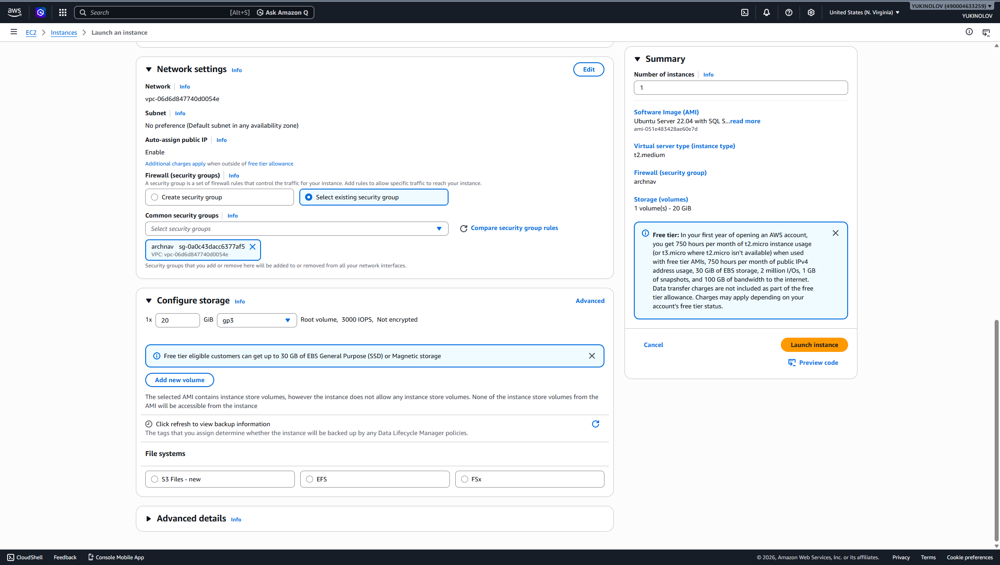 aws
Search
[Alt+S]
Ask Amazon Q
United States (N. Virginia)
YUKINOLOV (490004633259)
YUKINOLOV
EC2
Instances
Launch an instance
Network settings Info
Edit
Network Info
vpc-06d6d847740d0054e
Subnet Info
No preference (Default subnet in any availability zone)
Auto-assign public IP Info
Enable
Additional charges apply when outside of free tier allowance
Firewall (security groups) Info
A security group is a set of firewall rules that control the traffic for your instance. Add rules to allow specific traffic to reach your instance.
Create security group
Select existing security group
Common security groups Info
Select security groups
Compare security group rules
archnav sg-0a0c43dacc6377af5
VPC: vpc-06d6d847740d0054e
Security groups that you add or remove here will be added to or removed from all your network interfaces.
Configure storage Info
Advanced
1x 20 GiB gp3 Root volume, 3000 IOPS, Not encrypted
Free tier eligible customers can get up to 30 GB of EBS General Purpose (SSD) or Magnetic storage
Add new volume
The selected AMI contains instance store volumes, however the instance does not allow any instance store volumes. None of the instance store volumes from the
AMI will be accessible from the instance
Click refresh to view backup information
The tags that you assign determine whether the instance will be backed up by any Data Lifecycle Manager policies.
File systems
S3 Files - new
EFS
FSx
Advanced details Info
Summary
Number of instances Info
1
Software Image (AMI)
Ubuntu Server 22.04 with SQL S...read more
ami-051e483428ae60e7d
Virtual server type (instance type)
t2.medium
Firewall (security group)
archnav
Storage (volumes)
1 volume(s) - 20 GiB
Free tier: In your first year of opening an AWS account,
you get 750 hours per month of t2.micro instance usage
(or t3.micro where t2.micro isn't available) when used
with free tier AMIs, 750 hours per month of public IPv4
address usage, 30 GiB of EBS storage, 2 million I/Os, 1 GB
of snapshots, and 100 GB of bandwidth to the internet.
Data transfer charges are not included as part of the free
tier allowance. Charges may apply depending on your
account's free tier status.
Cancel
Launch instance
Preview code
CloudShell
Feedback
Console Mobile App
© 2026, Amazon Web Services, Inc. or its affiliates.
Privacy
Terms
Cookie preferences